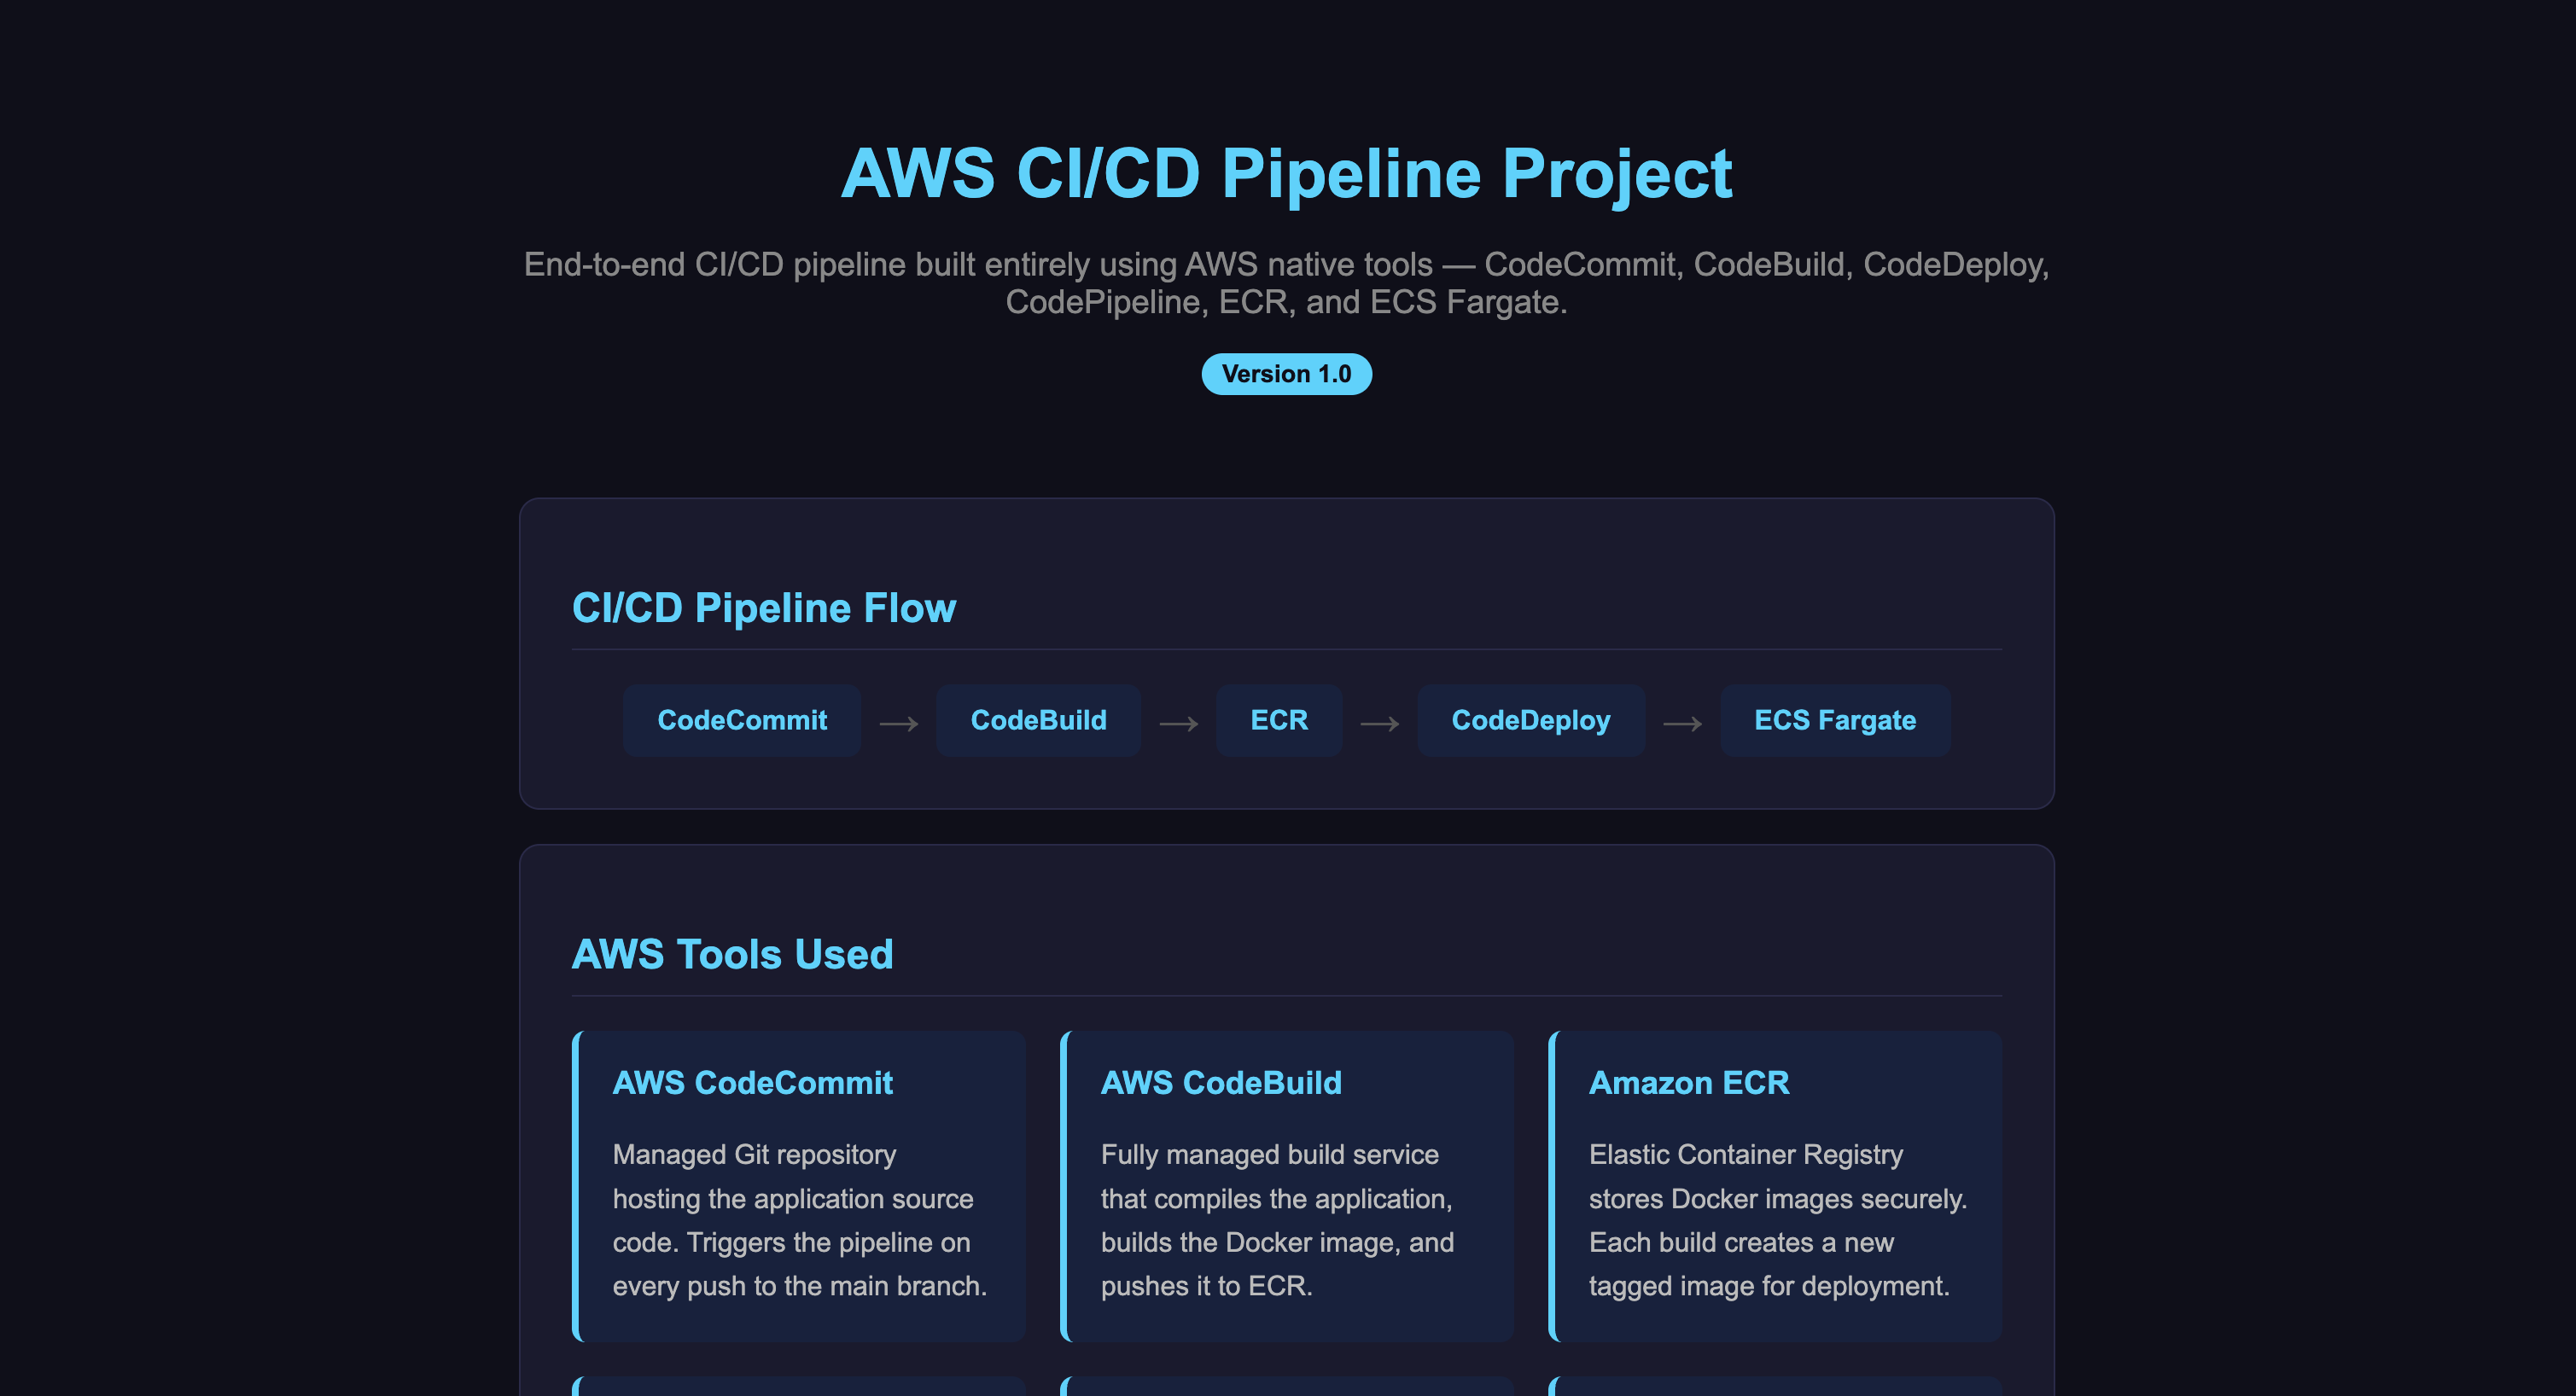 AWS CI/CD Pipeline Project
End-to-end CI/CD pipeline built entirely using AWS native tools — CodeCommit, CodeBuild, CodeDeploy,
CodePipeline, ECR, and ECS Fargate.
Version 1.0
CI/CD Pipeline Flow
CodeCommit → CodeBuild → ECR → CodeDeploy → ECS Fargate
AWS Tools Used
AWS CodeCommit
Managed Git repository
hosting the application source
code. Triggers the pipeline on
every push to the main branch.
AWS CodeBuild
Fully managed build service
that compiles the application,
builds the Docker image, and
pushes it to ECR.
Amazon ECR
Elastic Container Registry
stores Docker images securely.
Each build creates a new
tagged image for deployment.